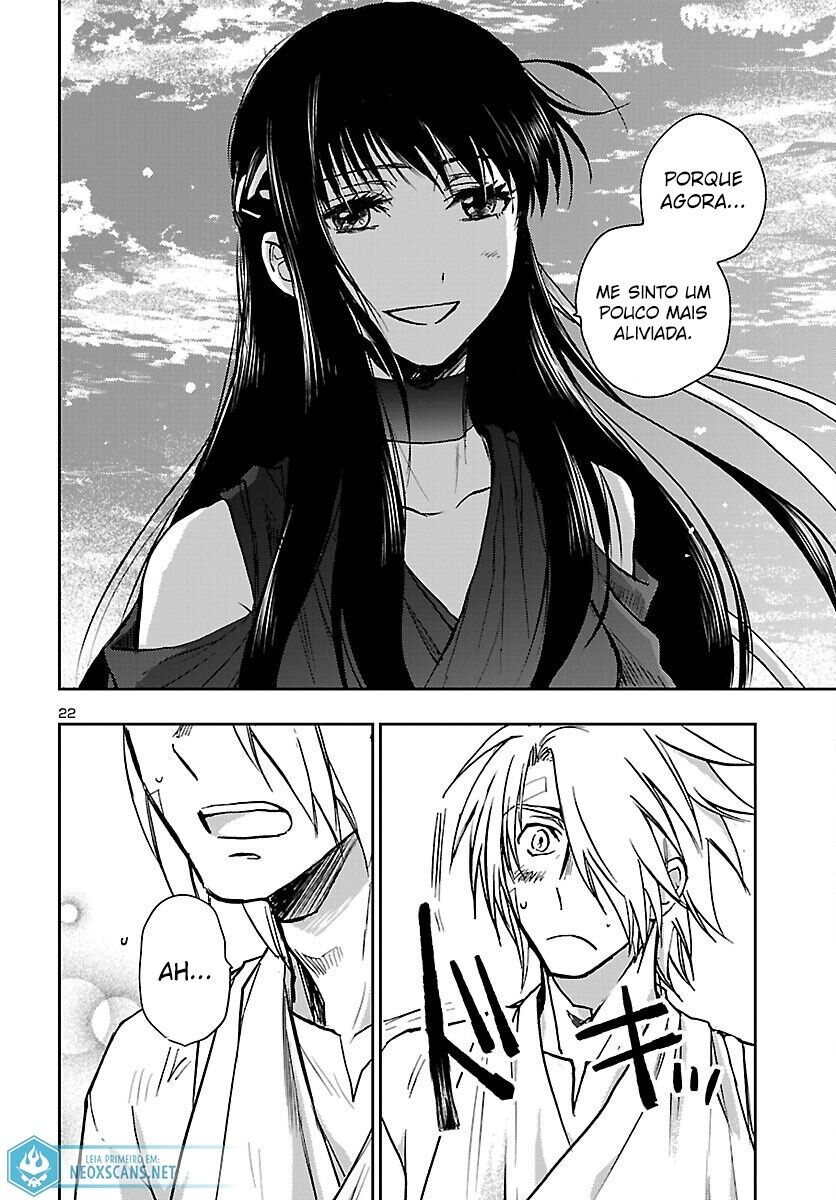 PORQUE
AGORA...
ME SINTO UM
POUCO MAIS
ALIVIADA.
22
ドキッ
AH...
LEIA PRIMEIRO EM:
NEOXSCANS.NET